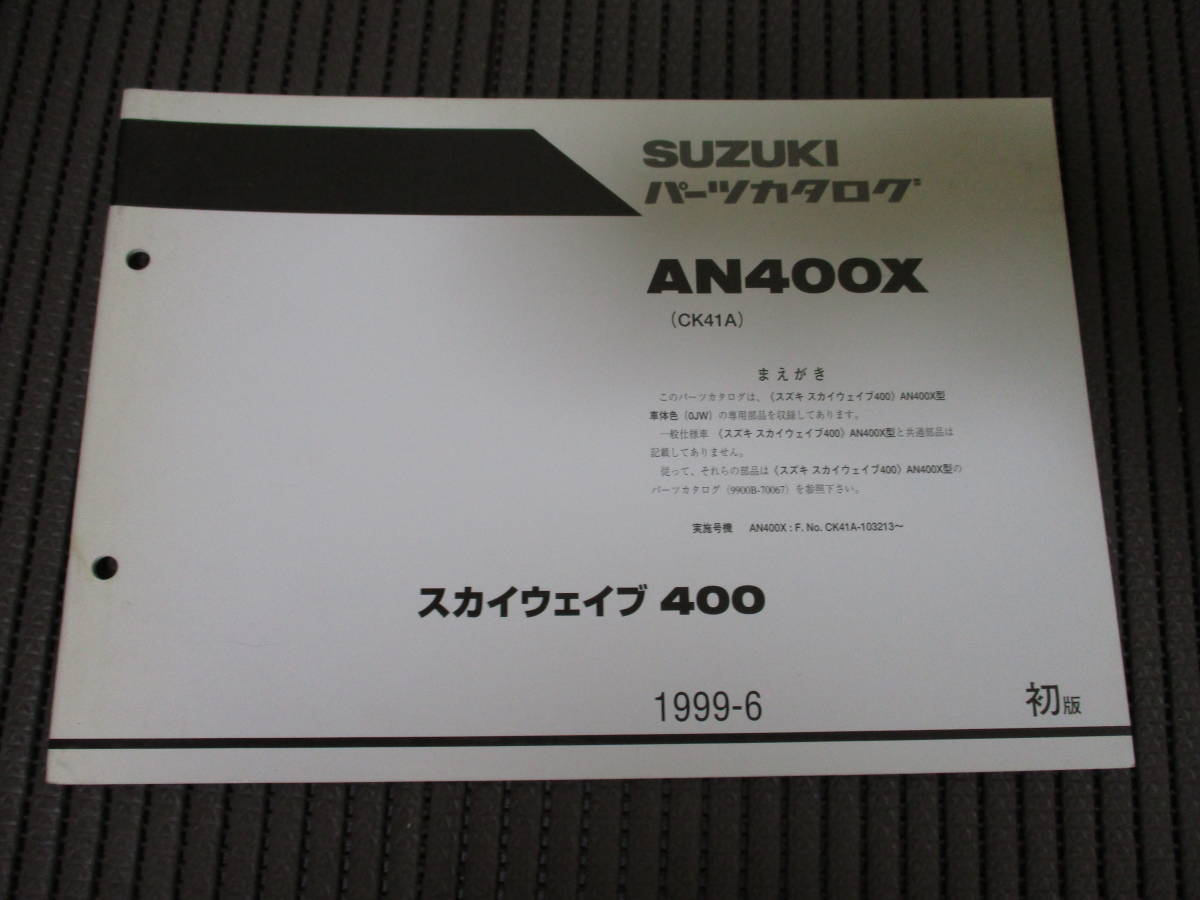 SUZUKI
パーツカタログ
AN400X
（CK41A）
まえがき
このパーツカタログは、《スズキ スカイウェイブ400》AN400X型
車体色（0JW）の専用部品を収録してあります。
一般仕様車 《スズキ スカイウェイブ400》AN400X型と共通部品は
記載してありません。
従って、それらの部品は《スズキ スカイウェイブ400》AN400X型の
パーツカタログ（9900B-70067）を参照下さい。
実施号機 AN400X : F. No. CK41A-103213～
スカイウェイブ 400
1999-6
初版